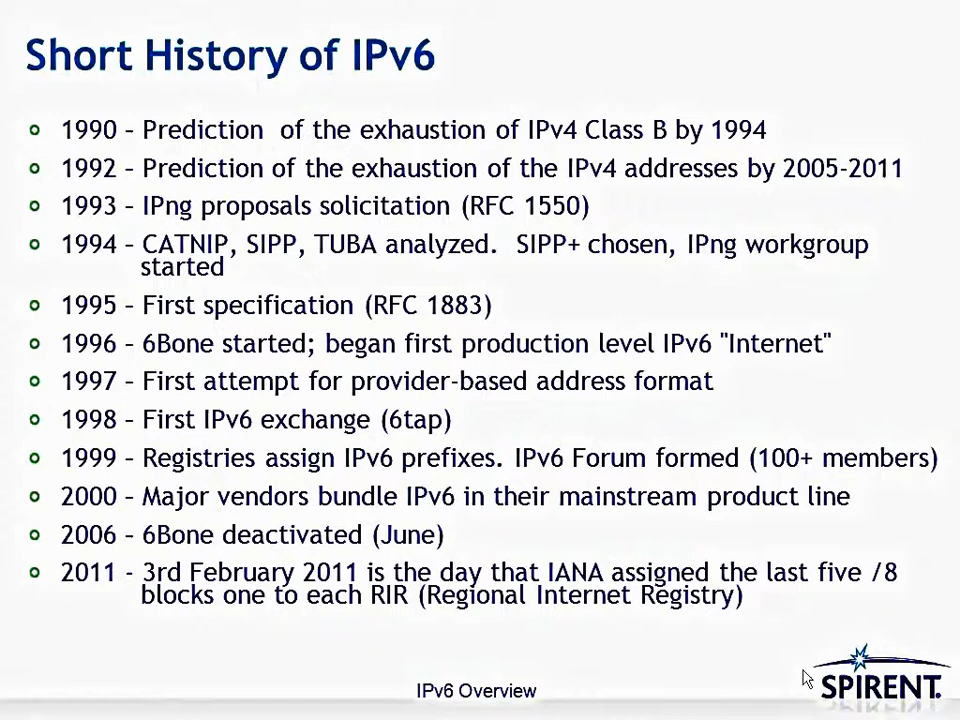 Short History of IPv6
1990 – Prediction of the exhaustion of IPv4 Class B by 1994
1992 – Prediction of the exhaustion of the IPv4 addresses by 2005-2011
1993 – IPng proposals solicitation (RFC 1550)
1994 – CATNIP, SIPP, TUBA analyzed. SIPP+ chosen, IPng workgroup
started
1995 – First specification (RFC 1883)
1996 – 6Bone started; began first production level IPv6 "Internet"
1997 – First attempt for provider-based address format
1998 – First IPv6 exchange (6tap)
1999 – Registries assign IPv6 prefixes. IPv6 Forum formed (100+ members)
2000 – Major vendors bundle IPv6 in their mainstream product line
2006 – 6Bone deactivated (June)
2011 - 3rd February 2011 is the day that IANA assigned the last five /8
blocks one to each RIR (Regional Internet Registry)
IPv6 Overview
SPIRENT